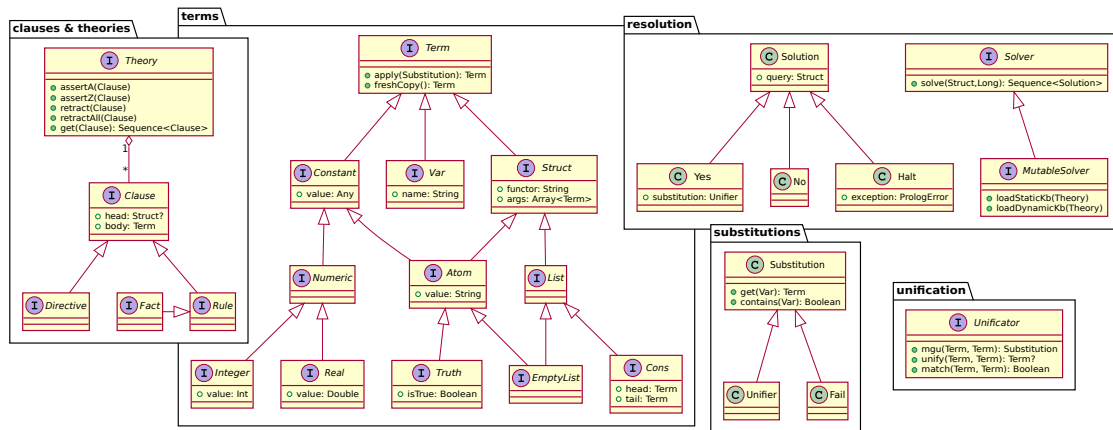 clauses & theories
I Theory
assertA(Clause)
assertZ(Clause)
retract(Clause)
retractAll(Clause)
get(Clause): Sequence<Clause>
1
*
I Clause
head: Struct?
body: Term
I Directive
I Fact
I Rule
terms
I Term
apply(Substitution): Term
freshCopy(): Term
I Constant
value: Any
I Var
name: String
I Struct
functor: String
args: Array<Term>
I Numeric
I Atom
value: String
I List
I Integer
value: Int
I Real
value: Double
I Truth
isTrue: Boolean
I EmptyList
I Cons
head: Term
tail: Term
resolution
C Solution
query: Struct
I Solver
solve(Struct,Long): Sequence<Solution>
C Yes
substitution: Unifier
C No
C Halt
exception: PrologError
I MutableSolver
loadStaticKb(Theory)
loadDynamicKb(Theory)
substitutions
C Substitution
get(Var): Term
contains(Var): Boolean
C Unifier
C Fail
unification
I Unificator
mgu(Term, Term): Substitution
unify(Term, Term): Term?
match(Term, Term): Boolean